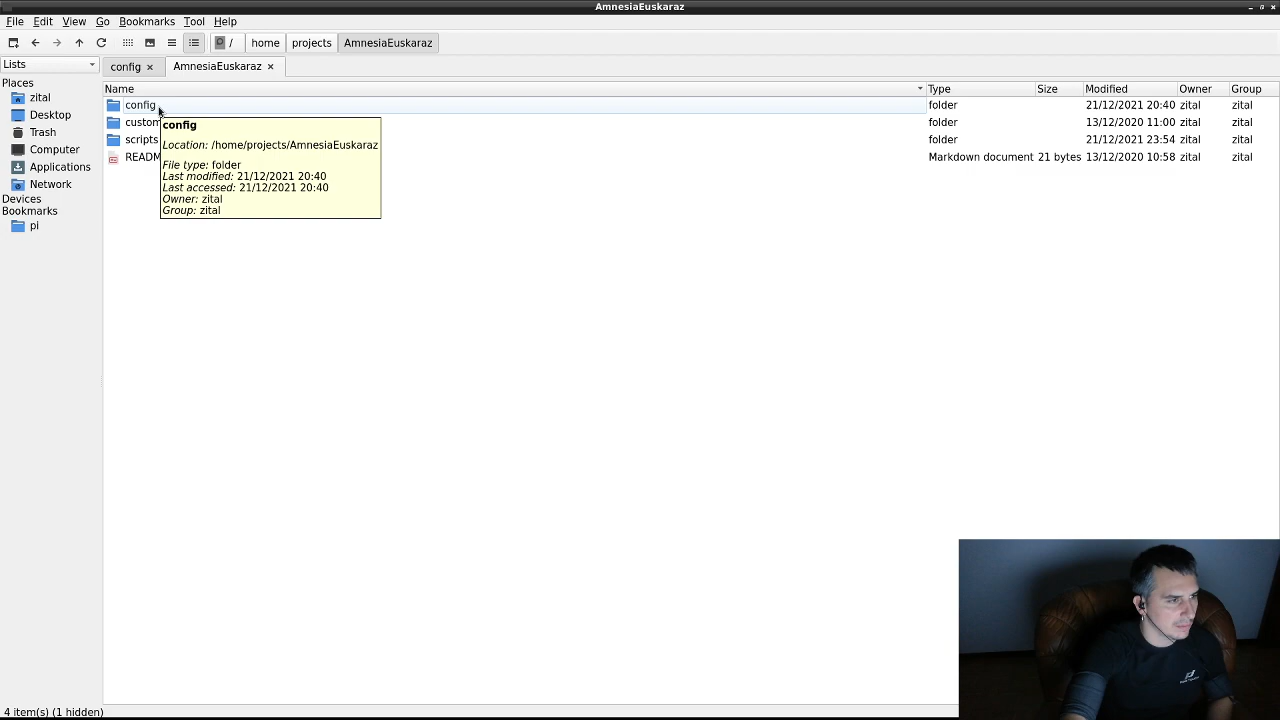 AmnesiaEuskaraz
File Edit View Go Bookmarks Tool Help
/ home projects AmnesiaEuskaraz
Lists config AmnesiaEuskaraz
Places
zital
Desktop
Trash
Computer
Applications
Network
Devices
Bookmarks
pi
Name Type Size Modified Owner Group
config folder 21/12/2021 20:40 zital zital
custom folder 13/12/2020 11:00 zital zital
scripts folder 21/12/2021 23:54 zital zital
READM Markdown document 21 bytes 13/12/2020 10:58 zital zital
config
Location: /home/projects/AmnesiaEuskaraz
File type: folder
Last modified: 21/12/2021 20:40
Last accessed: 21/12/2021 20:40
Owner: zital
Group: zital
4 item(s) (1 hidden)